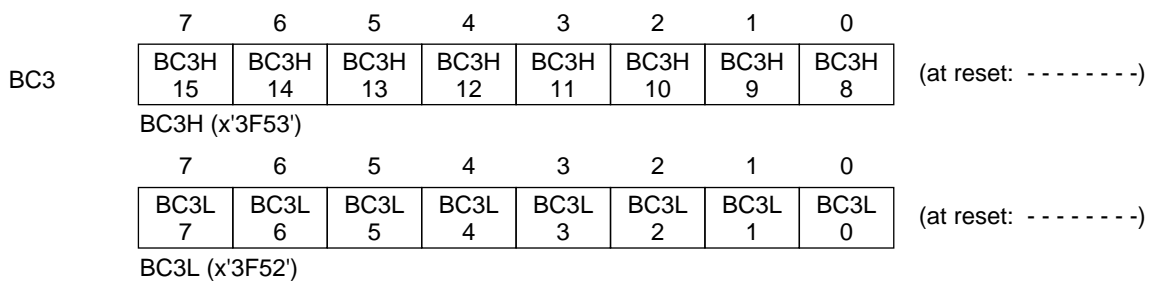 7 6 5 4 3 2 1 0
BC3 BC3H 15 BC3H 14 BC3H 13 BC3H 12 BC3H 11 BC3H 10 BC3H 9 BC3H 8 (at reset: - - - - - - - -)
BC3H (x'3F53')
7 6 5 4 3 2 1 0
BC3L 7 BC3L 6 BC3L 5 BC3L 4 BC3L 3 BC3L 2 BC3L 1 BC3L 0 (at reset: - - - - - - - -)
BC3L (x'3F52')